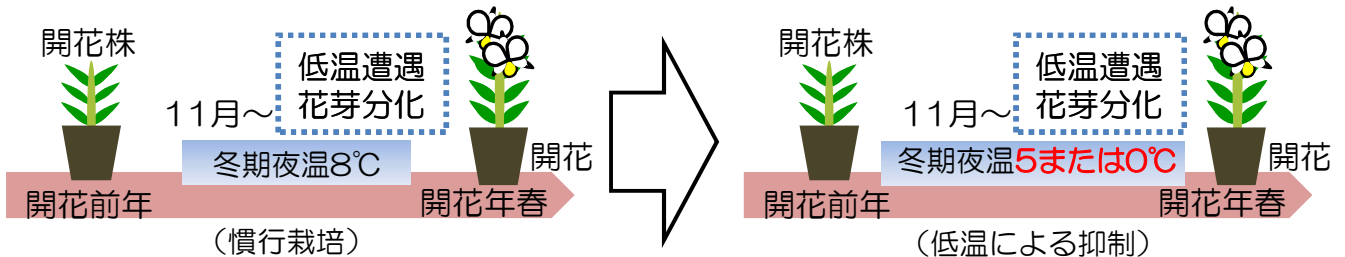 開花株
低温遭遇
花芽分化
11月～
冬期夜温8℃
開花
開花前年
開花年春
（慣行栽培）
開花株
低温遭遇
花芽分化
11月～
冬期夜温5または0℃
開花
開花前年
開花年春
（低温による抑制）